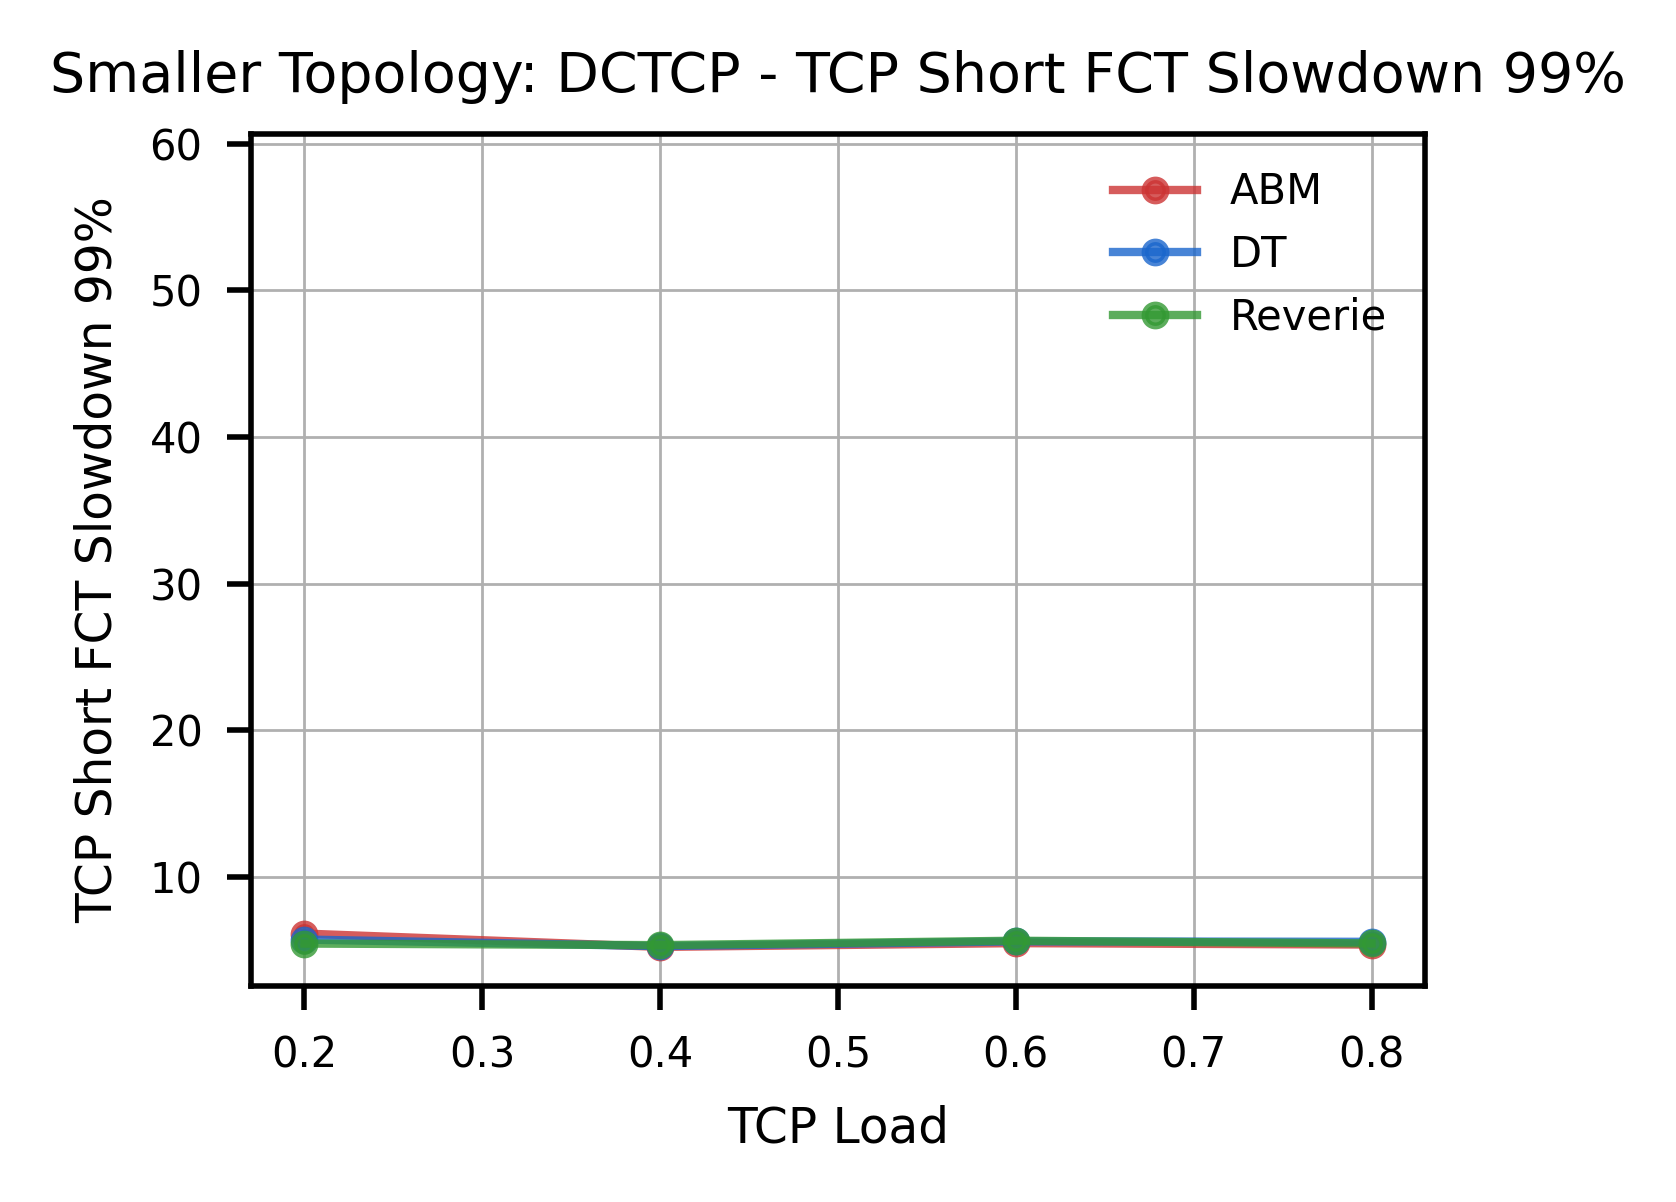 Smaller Topology: DCTCP - TCP Short FCT Slowdown 99%
TCP Short FCT Slowdown 99%
60
50
40
30
20
10
ABM
DT
Reverie
0.2 0.3 0.4 0.5 0.6 0.7 0.8
TCP Load